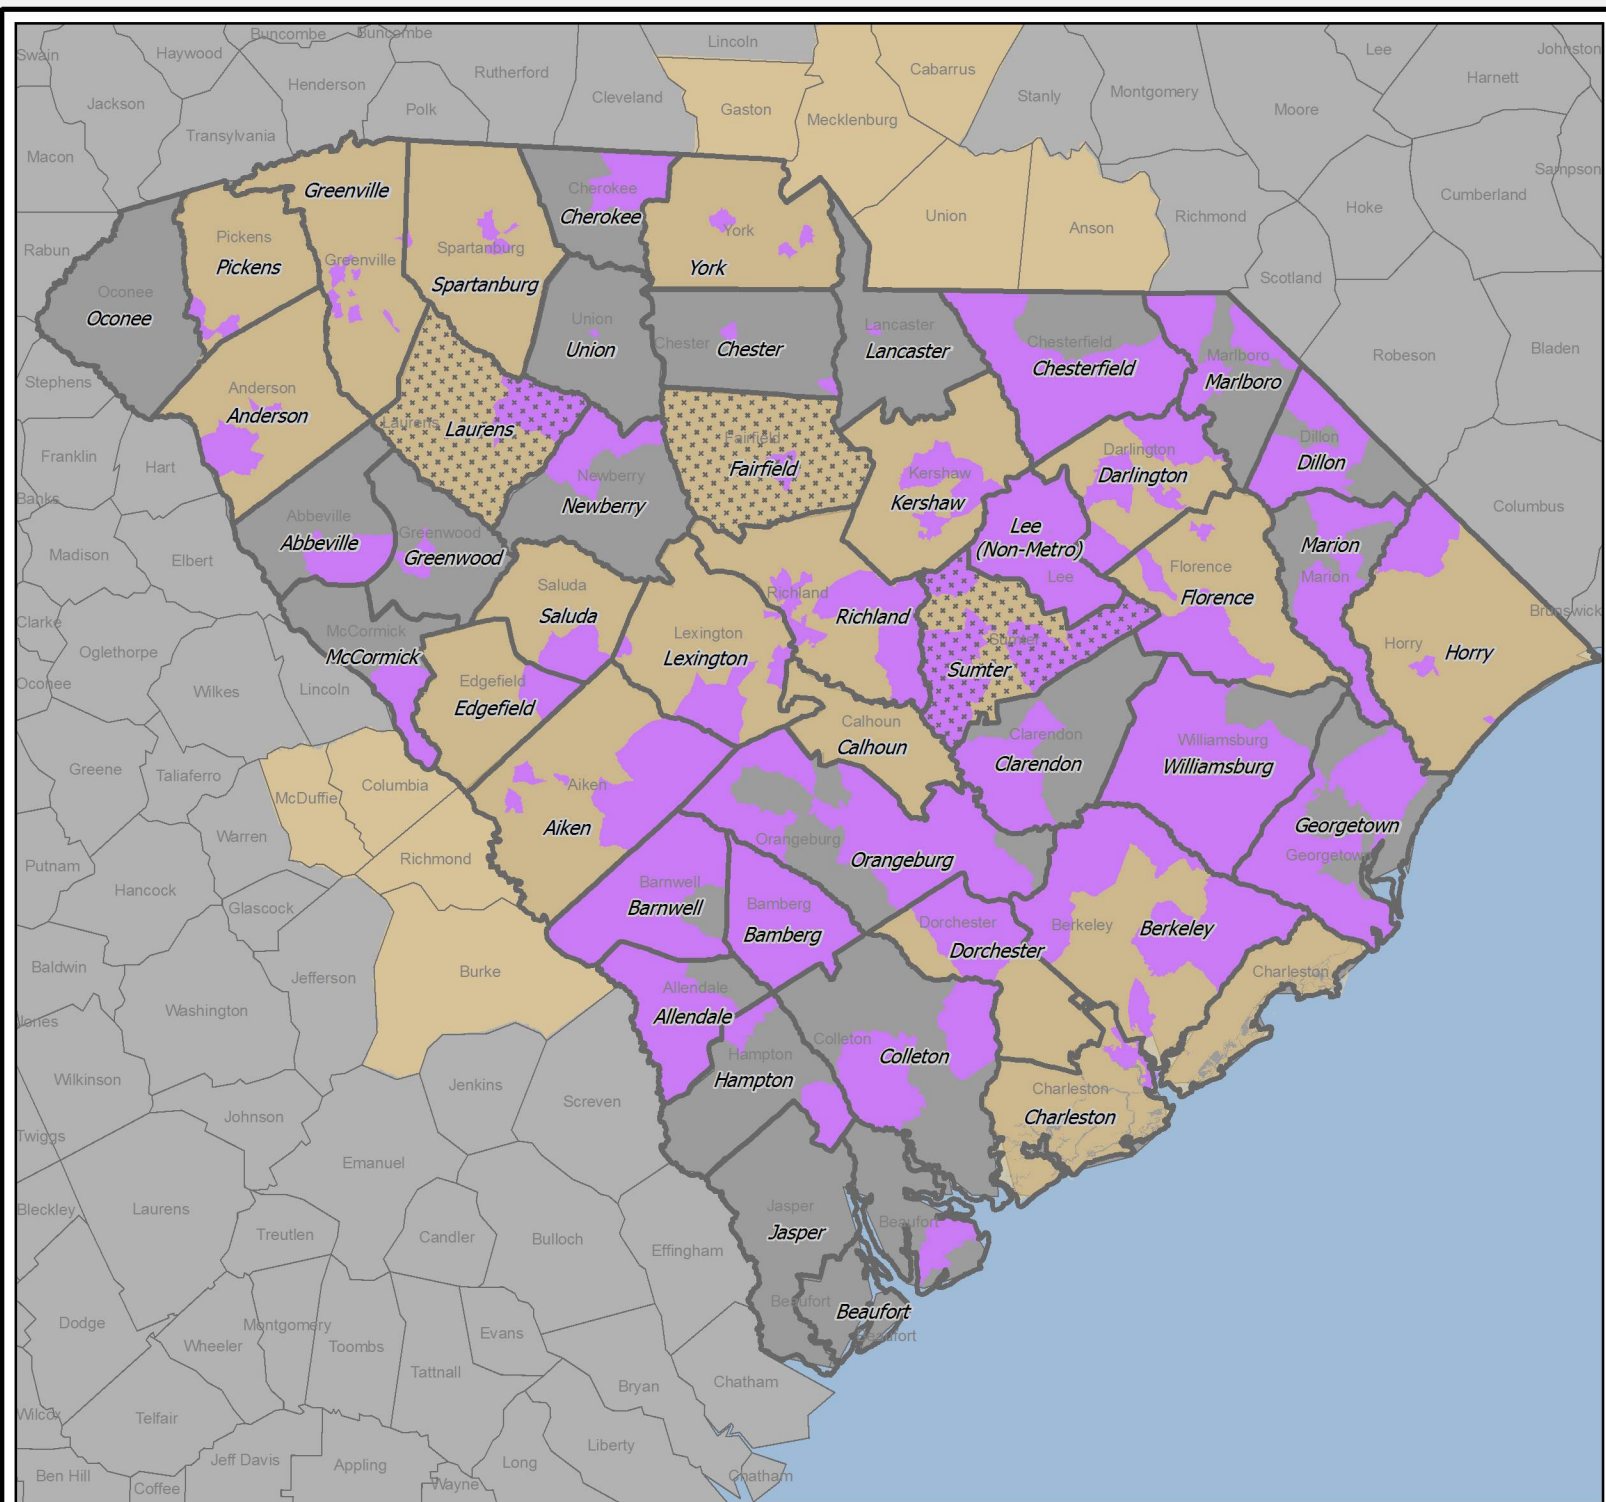 Buncombe
Buncombe
Swain
Haywood
Lincoln
Lee
Johnston
Henderson
Rutherford
Cabarrus
Harnett
Jackson
Polk
Cleveland
Gaston
Mecklenburg
Stanly
Montgomery
Moore
Transylvania
Macon
Sampson
Greenville
Cherokee
Cherokee
Union
Anson
Richmond
Hoke
Cumberland
Rabun
Pickens
Pickens
Greenville
Spartanburg
Spartanburg
York
York
Scotland
Oconee
Oconee
Union
Union
Chester
Chester
Lancaster
Lancaster
Chesterfield
Chesterfield
Marlboro
Marlboro
Robeson
Bladen
Stephens
Anderson
Anderson
Laurens
Laurens
Fairfield
Fairfield
Kershaw
Kershaw
Darlington
Darlington
Dillon
Dillon
Franklin
Hart
Banks
Newberry
Newberry
Columbus
Abbeville
Abbeville
Greenwood
Greenwood
Lee
(Non-Metro)
Lee
Marion
Marion
Madison
Elbert
Saluda
Saluda
Richland
Richland
Florence
Florence
Brunswick
Clarke
Oglethorpe
McCormick
McCormick
Lexington
Lexington
Sumter
Sumter
Horry
Horry
Oconee
Wilkes
Lincoln
Edgefield
Edgefield
Calhoun
Calhoun
Clarendon
Clarendon
Williamsburg
Williamsburg
Greene
Taliaferro
McDuffie
Columbia
Aiken
Aiken
Warren
Richmond
Orangeburg
Orangeburg
Georgetown
Georgetown
Putnam
Hancock
Glascock
Barnwell
Barnwell
Bamberg
Bamberg
Dorchester
Dorchester
Berkeley
Berkeley
Baldwin
Jefferson
Burke
Charleston
Washington
Allendale
Allendale
Jones
Colleton
Colleton
Hampton
Hampton
Wilkinson
Jenkins
Screven
Charleston
Charleston
Johnson
Twiggs
Emanuel
Bleckley
Laurens
Treutlen
Candler
Bulloch
Effingham
Jasper
Jasper
Beaufort
Beaufort
Beaufort
Beaufort
Dodge
Montgomery
Wheeler
Toombs
Evans
Tattnall
Bryan
Chatham
Wilcox
Telfair
Liberty
Jeff Davis
Appling
Long
Ben Hill
Coffee
Wayne
Chatham